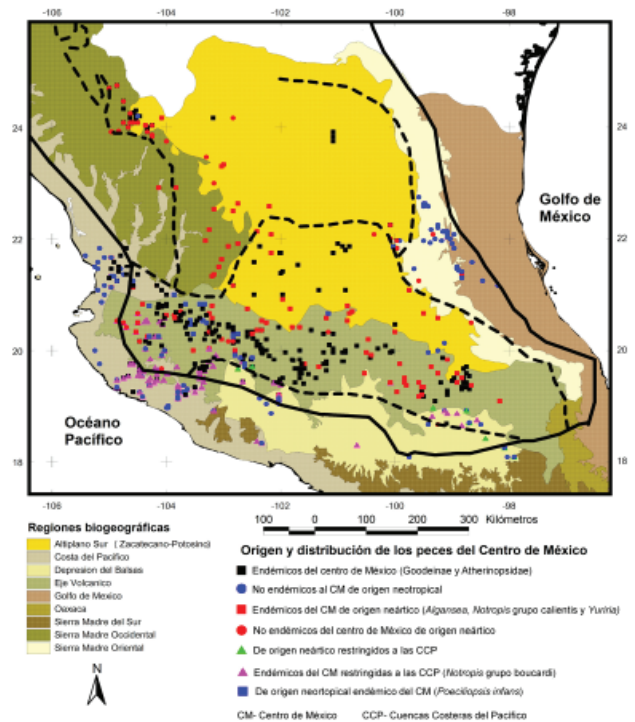 -106 -104 -102 -100 -98
24 24
Golfo de
México
22 22
20 20
Océano
Pacífico
18 18
-106 -104 -102 -100 -98
100 0 100 200 300 Kilómetros
Regiones biogeográficas
Altiplano Sur ( Zacatecano-Potosino)
Costa del Pacífico
Depresion del Balsas
Eje Volcanico
Golfo de Mexico
Oaxaca
Sierra Madre del Sur
Sierra Madre Occidental
Sierra Madre Oriental
N
Origen y distribución de los peces del Centro de México
Endémicos del centro de México (Goodeinae y Atherinopsidae)
No endémicos al CM de origen neotropical
Endémicos del CM de origen neártico (Algansea, Notropis grupo calientis y Yuriria)
No endémicos del centro de México de origen neártico
De origen neártico restringidos a las CCP
Endémicos del CM restringidas a las CCP (Notropis grupo boucardi)
De origen neortopical endémico del CM (Poeciliopsis infans)
CM- Centro de México CCP- Cuencas Costeras del Pacífico